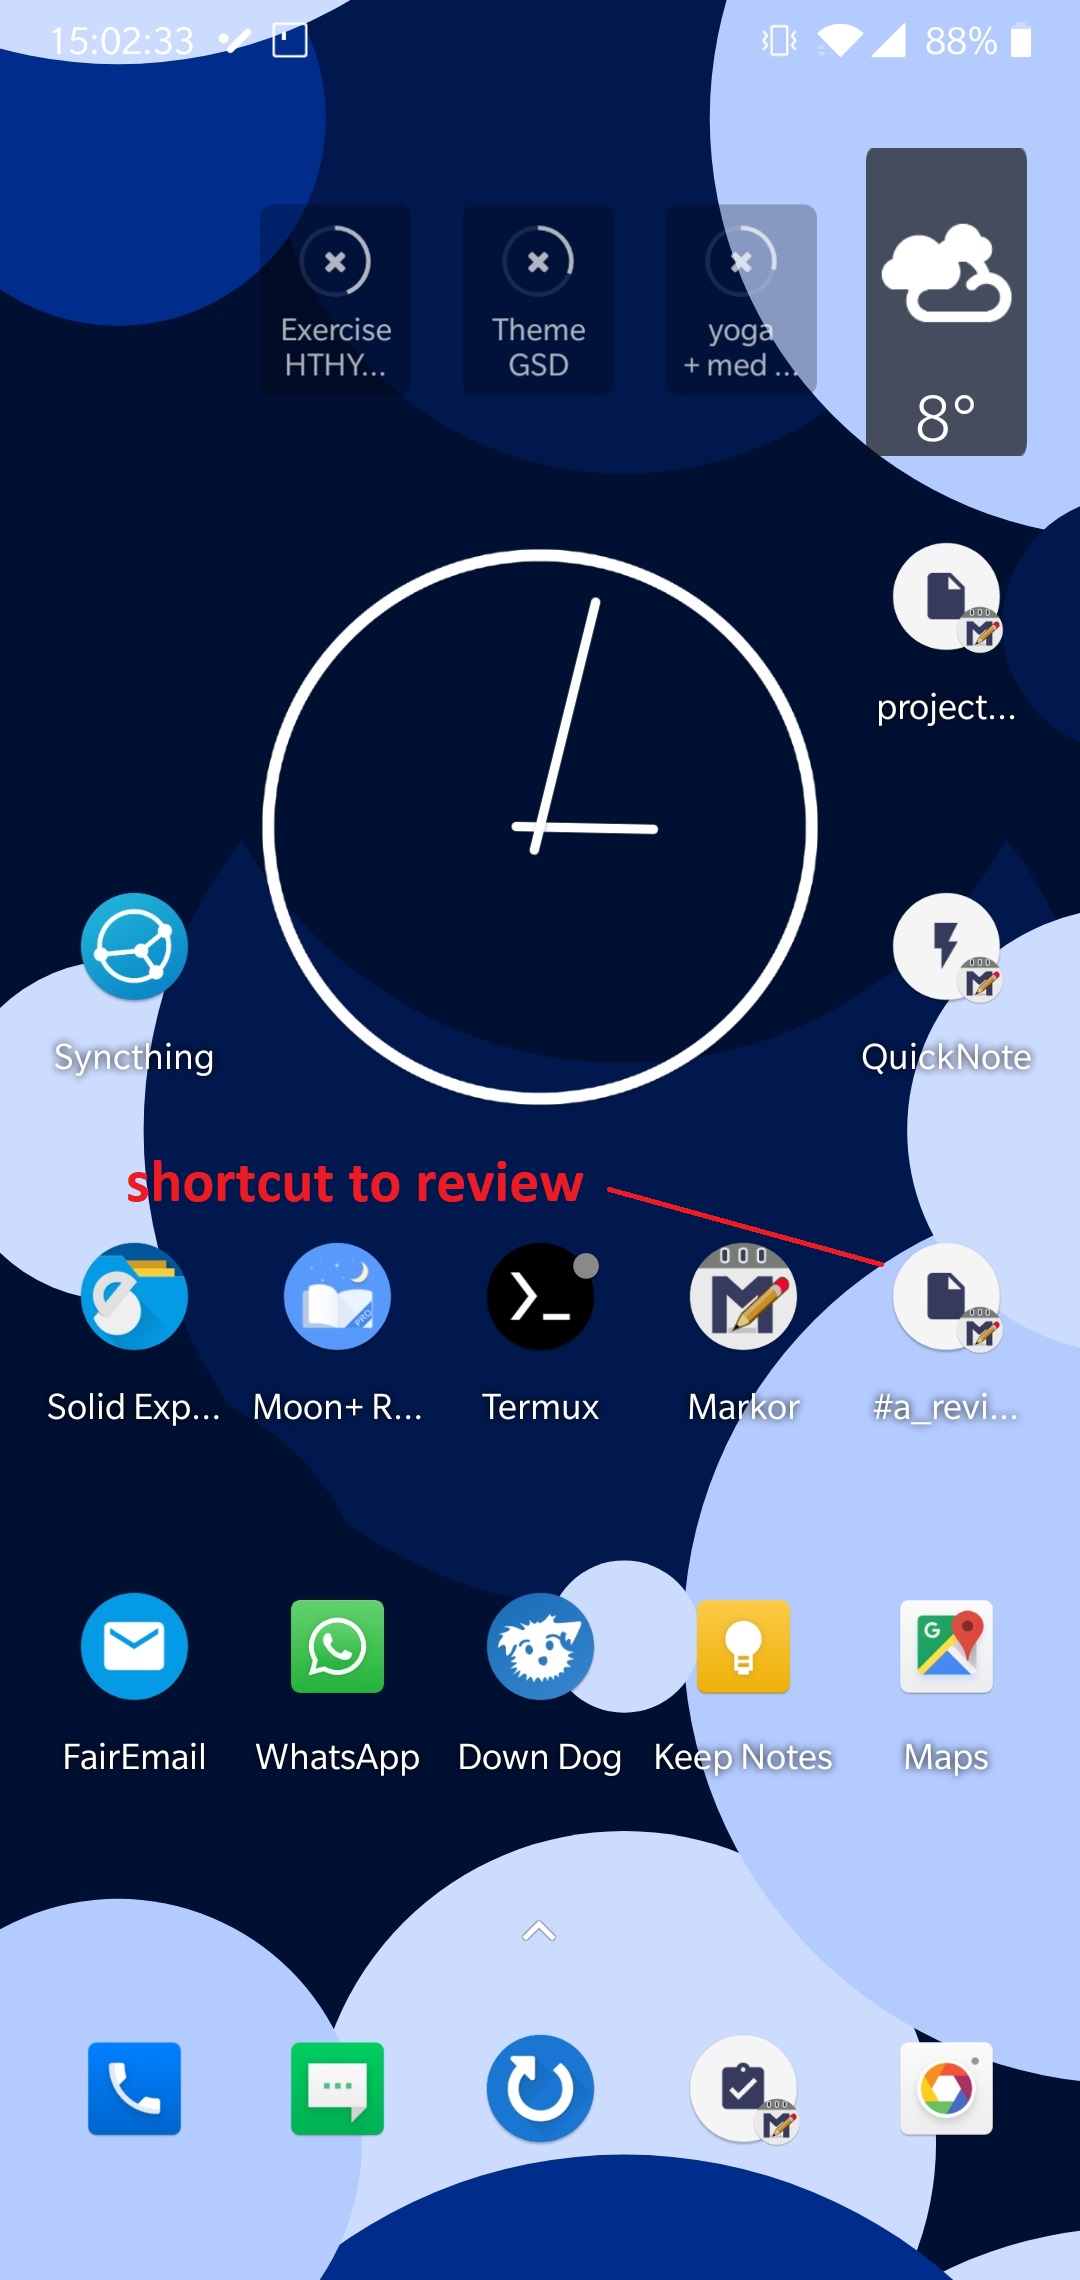 15:02:33 88%
Exercise
HTHY...
Theme
GSD
yoga
+ med ...
8°
project...
Syncthing
QuickNote
shortcut to review
Solid Exp...
Moon+ R...
Termux
Markor
#a_revi...
FairEmail
WhatsApp
Down Dog
Keep Notes
Maps